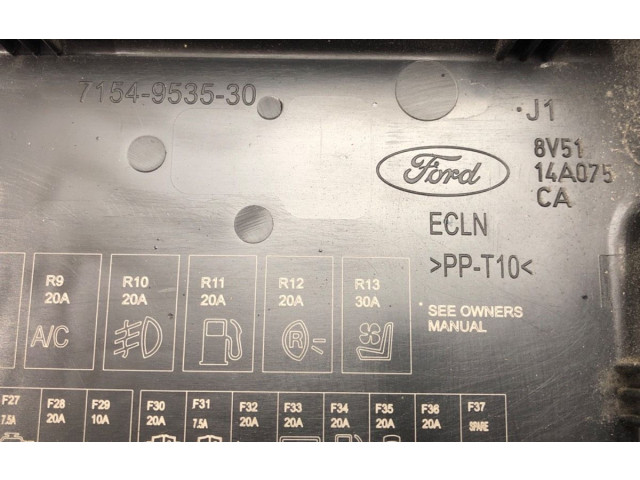 7154-9535-30
J1
8V51
14A075
CA
Ford
ECLN
>PP-T10<
R9
20A
A/C
R10
20A
R11
20A
R12
20A
R
R13
30A
*SEE OWNERS
MANUAL
F27
7.5A
F28
20A
F29
10A
F30
20A
F31
7.5A
F32
20A
F33
20A
F34
20A
F35
20A
F36
20A
F37
SPARE